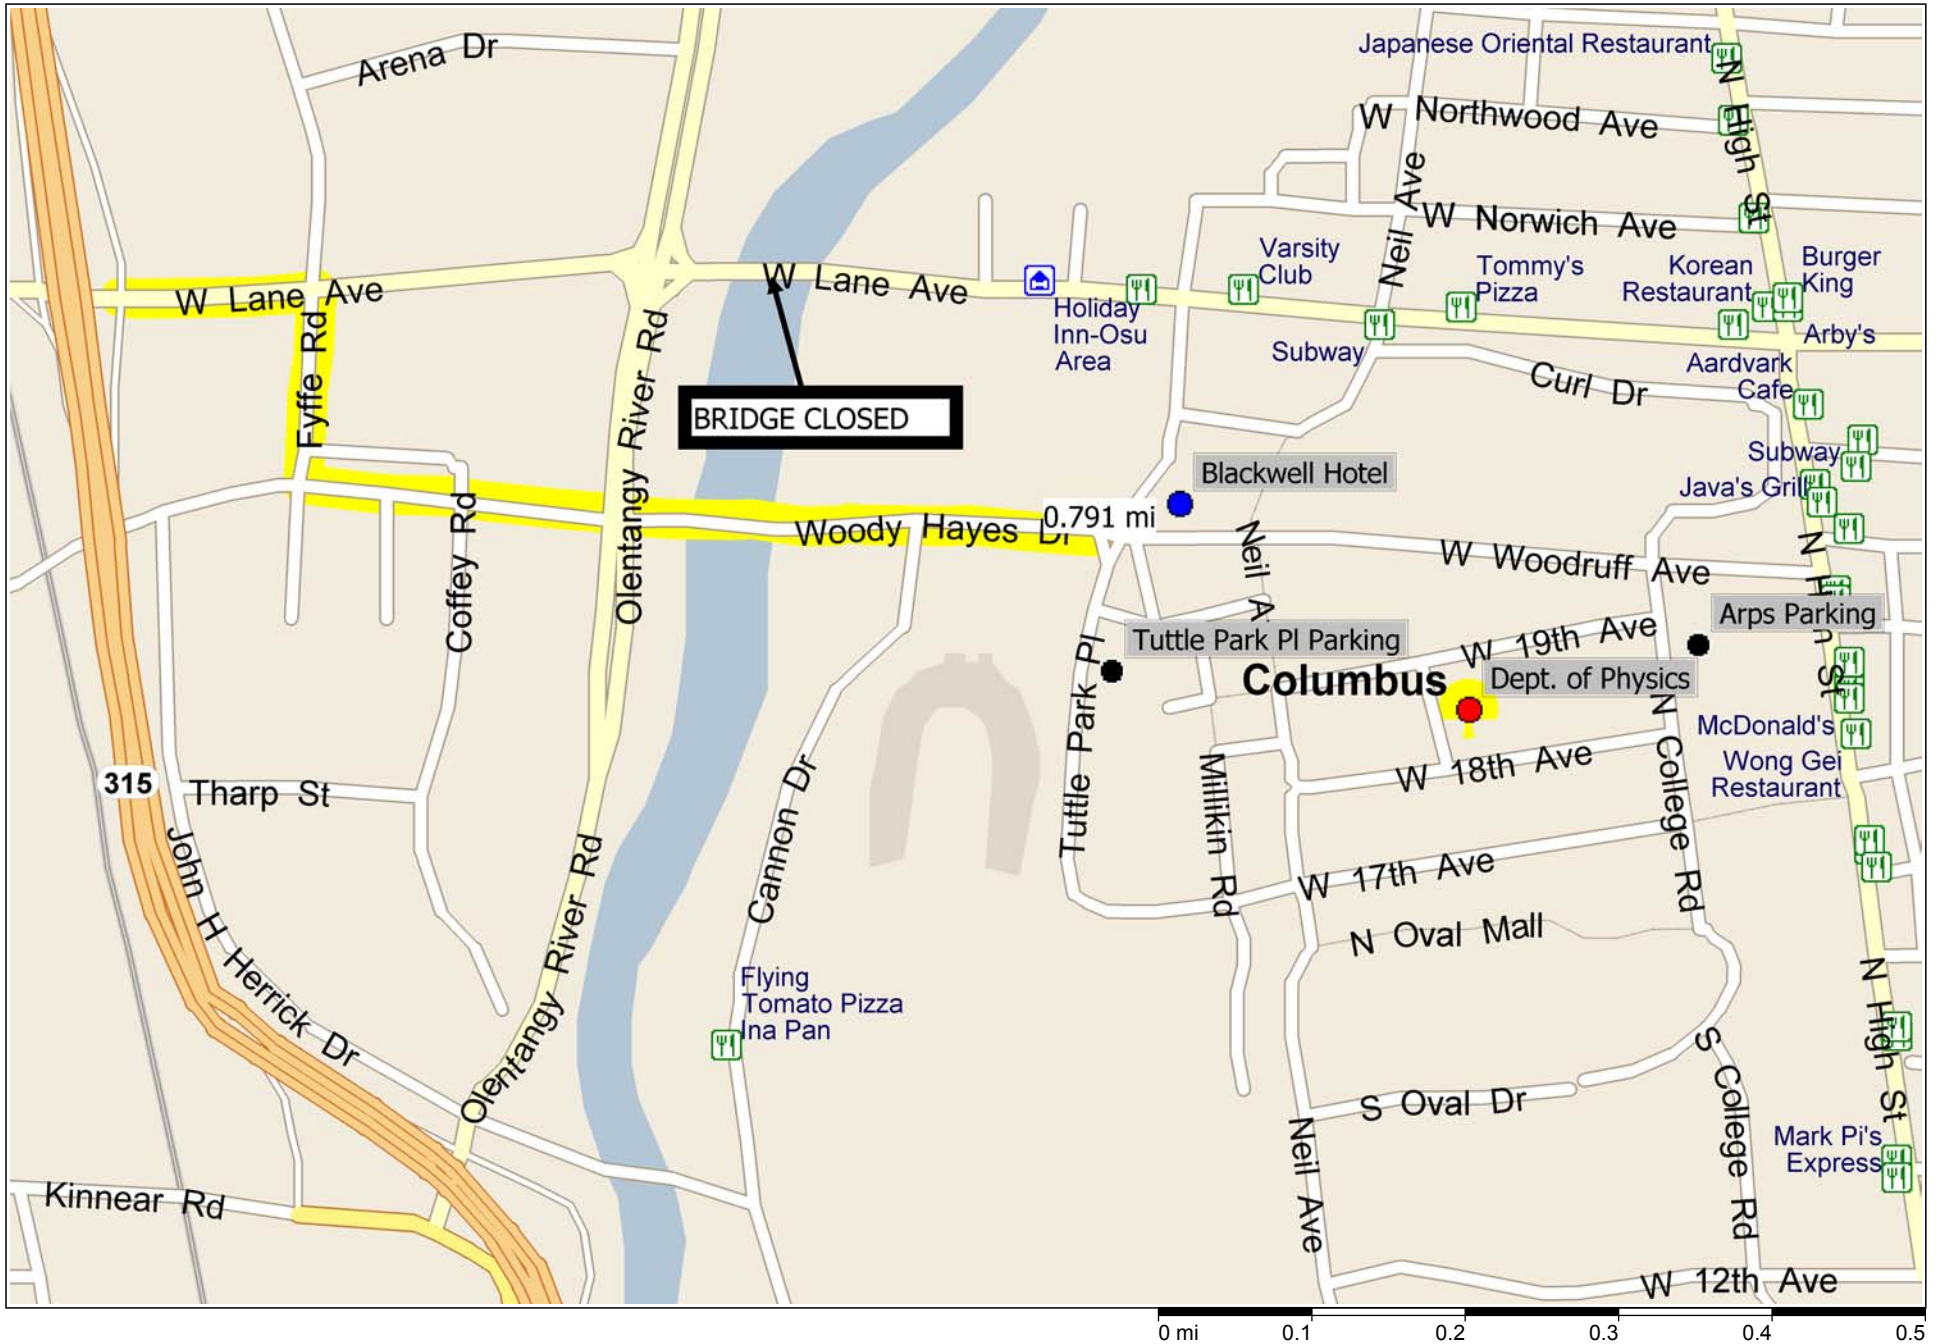 Arena Dr
Japanese Oriental Restaurant
N High St
W Northwood Ave
Neil Ave
W Norwich Ave
Varsity
Club
Tommy's
Pizza
Korean
Restaurant
Burger
King
W Lane Ave
W Lane Ave
Holiday
Inn-Osu
Area
Subway
Arby's
Aardvark
Cafe
Curl Dr
Fyffe Rd
Olentangy River Rd
BRIDGE CLOSED
Subway
Java's Grill
Blackwell Hotel
0.791 mi
Woody Hayes Dr
Coffey Rd
Neil A
W Woodruff Ave
N High St
Arps Parking
Tuttle Park Pl Parking
W 19th Ave
Columbus
Dept. of Physics
Tuttle Park Pl
McDonald's
Wong Gei
Restaurant
W 18th Ave
N College Rd
315
Tharp St
Cannon Dr
Millikin Rd
John H Herrick Dr
Olentangy River Rd
W 17th Ave
N Oval Mall
Flying
Tomato Pizza
Ina Pan
N High St
S College Rd
S Oval Dr
Neil Ave
Mark Pi's
Express
Kinnear Rd
W 12th Ave
0 mi 0.1 0.2 0.3 0.4 0.5